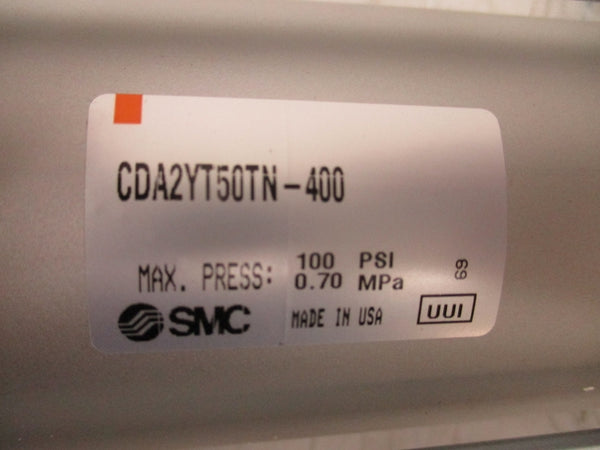 CDA2YT50TN-400
MAX. PRESS: 100 PSI
0.70 MPa
69
SMC MADE IN USA UUI